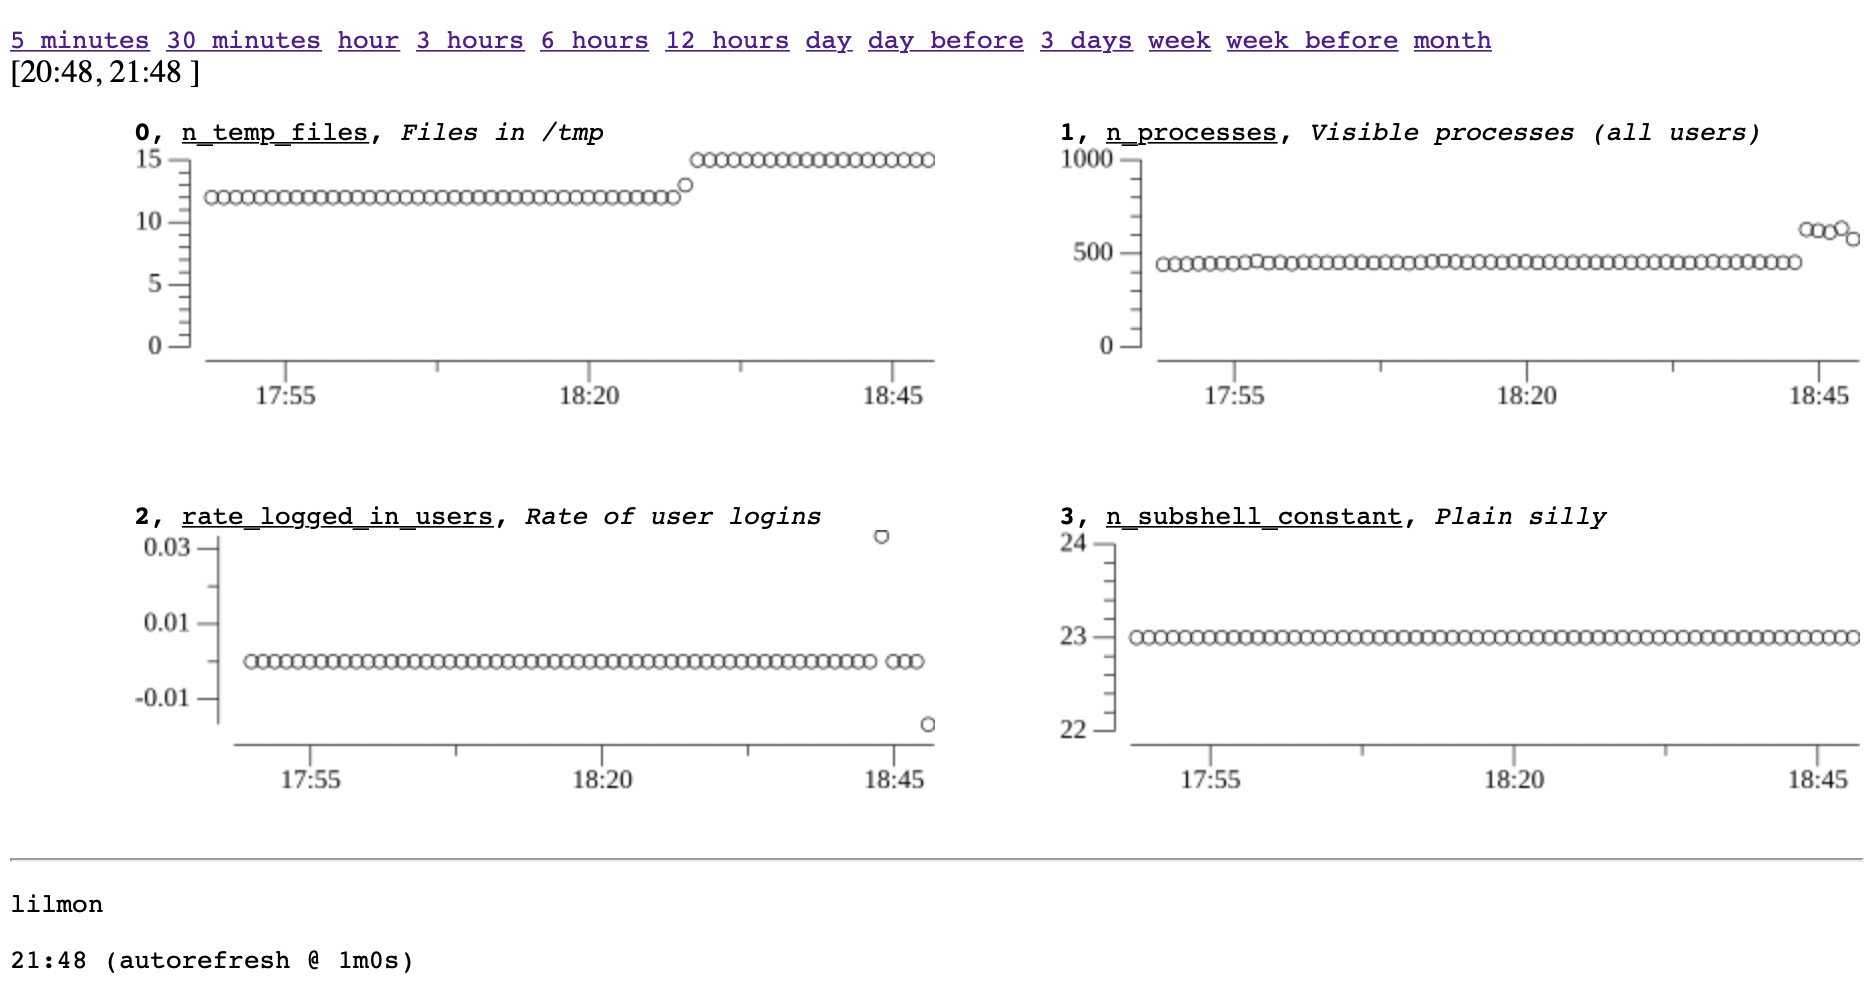 5 minutes 30 minutes hour 3 hours 6 hours 12 hours day day before 3 days week week before month
[20:48, 21:48 ]
0, n_temp_files, Files in /tmp
15
10
5
0
17:55 18:20 18:45
1, n_processes, Visible processes (all users)
1000
500
0
17:55 18:20 18:45
2, rate_logged_in_users, Rate of user logins
0.03
0.01
-0.01
17:55 18:20 18:45
3, n_subshell_constant, Plain silly
24
23
22
17:55 18:20 18:45
lilmon
21:48 (autorefresh @ 1m0s)